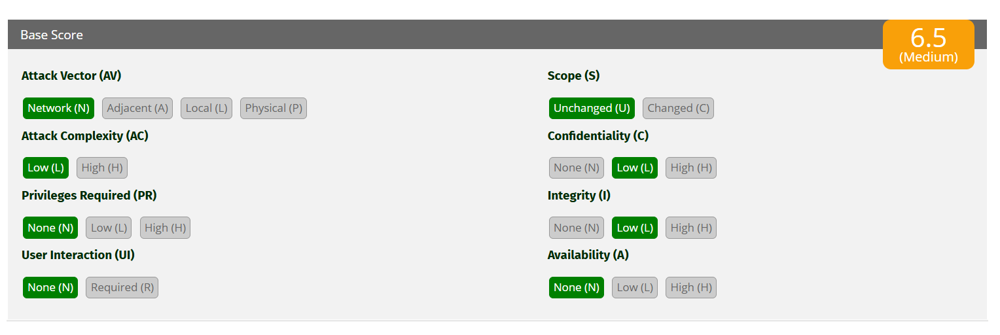 Base Score
6.5
(Medium)
Attack Vector (AV)
Network (N) Adjacent (A) Local (L) Physical (P)
Attack Complexity (AC)
Low (L) High (H)
Privileges Required (PR)
None (N) Low (L) High (H)
User Interaction (UI)
None (N) Required (R)
Scope (S)
Unchanged (U) Changed (C)
Confidentiality (C)
None (N) Low (L) High (H)
Integrity (I)
None (N) Low (L) High (H)
Availability (A)
None (N) Low (L) High (H)